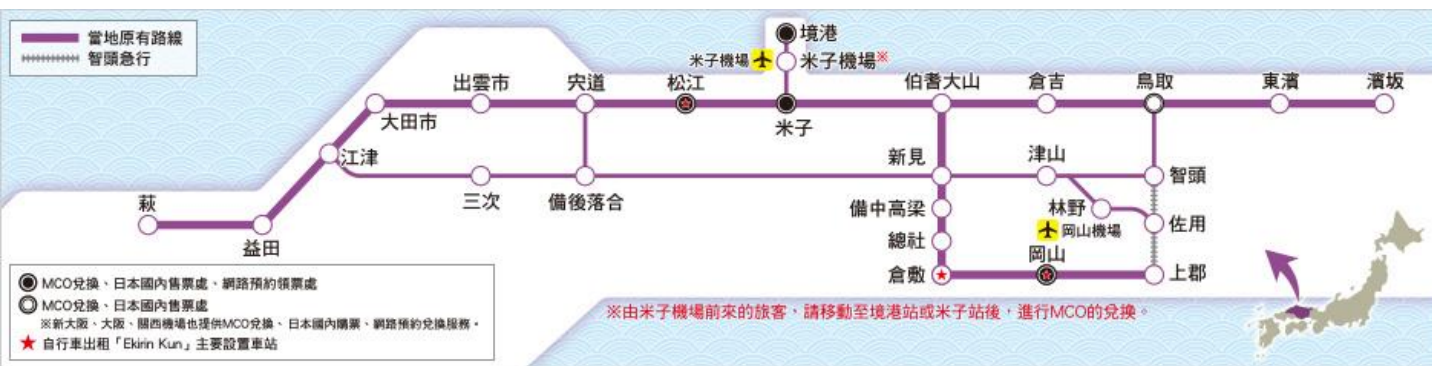 當地原有路線
智頭急行
境港
米子機場
米子機場※
出雲市
宍道
松江
伯耆大山
倉吉
鳥取
東濱
濱坂
大田市
米子
江津
新見
津山
智頭
三次
備後落合
萩
益田
備中高梁
林野
佐用
岡山機場
總社
岡山
倉敷
上郡
MCO兌換、日本國內售票處、網路預約領票處
MCO兌換、日本國內售票處
※新大阪、大阪、關西機場也提供MCO兌換、日本國內購票、網路預約兌換服務。
★ 自行車出租「Ekirin Kun」主要設置車站
※由米子機場前來的旅客，請移動至境港站或米子站後，進行MCO的兌換。